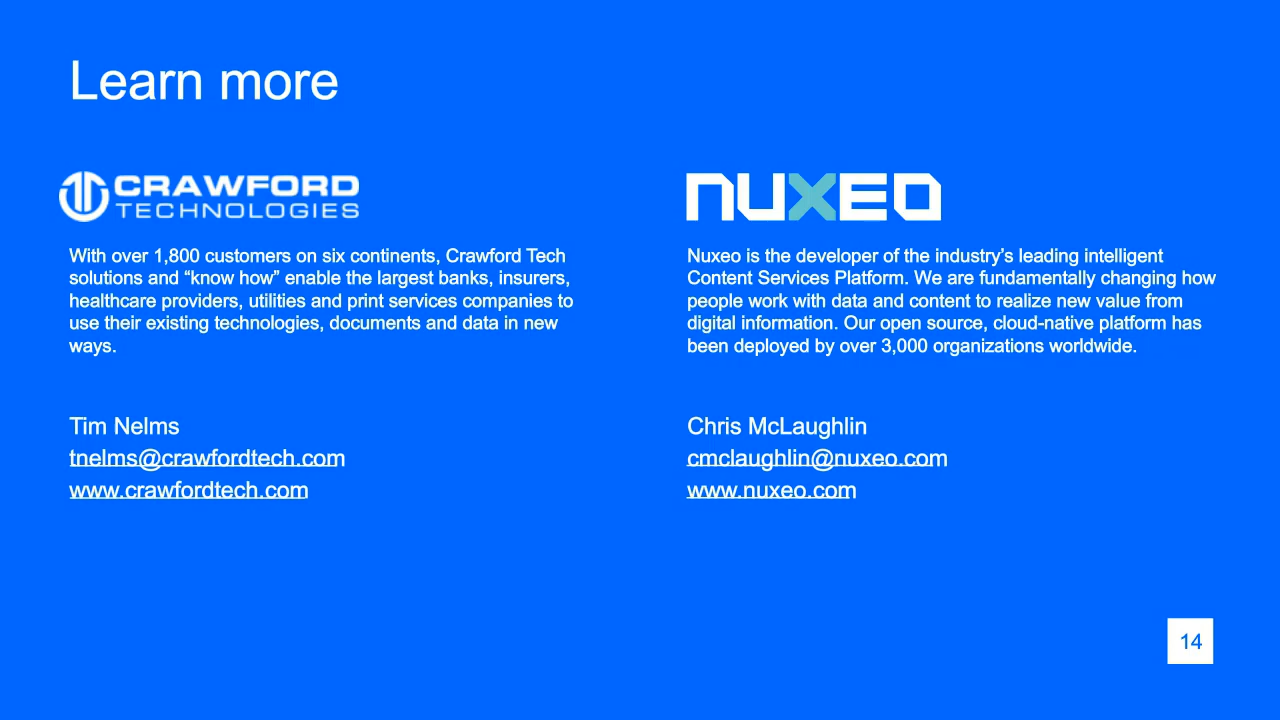 Learn more
CRAWFORD
TECHNOLOGIES
With over 1,800 customers on six continents, Crawford Tech
solutions and “know how” enable the largest banks, insurers,
healthcare providers, utilities and print services companies to
use their existing technologies, documents and data in new
ways.
Tim Nelms
tnelms@crawfordtech.com
www.crawfordtech.com
nuxeo
Nuxeo is the developer of the industry’s leading intelligent
Content Services Platform. We are fundamentally changing how
people work with data and content to realize new value from
digital information. Our open source, cloud-native platform has
been deployed by over 3,000 organizations worldwide.
Chris McLaughlin
cmclaughlin@nuxeo.com
www.nuxeo.com
14